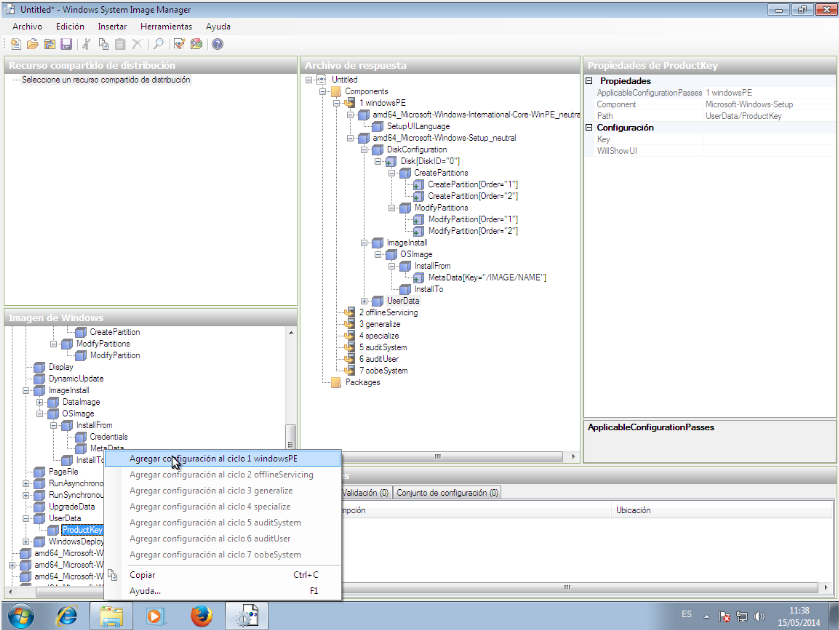 Untitled* - Windows System Image Manager
Archivo Edición Insertar Herramientas Ayuda
Recurso compartido de distribución
Seleccione un recurso compartido de distribución
Archivo de respuesta
Untitled
Components
1 windowsPE
amd64_Microsoft-Windows-International-Core-WinPE_neutra
SetupUILanguage
amd64_Microsoft-Windows-Setup_neutral
DiskConfiguration
Disk[DiskID="0"]
CreatePartitions
CreatePartition[Order="1"]
CreatePartition[Order="2"]
ModifyPartitions
ModifyPartition[Order="1"]
ModifyPartition[Order="2"]
ImageInstall
OSImage
InstallFrom
MetaData[Key="/IMAGE/NAME"]
InstallTo
UserData
2 offlineServicing
3 generalize
4 specialize
5 auditSystem
6 auditUser
7 oobeSystem
Packages
Propiedades de ProductKey
Propiedades
ApplicableConfigurationPasses 1 windowsPE
Component Microsoft-Windows-Setup
Path UserData/ProductKey
Configuración
Key
WillShowUI
ApplicableConfigurationPasses
Imagen de Windows
CreatePartition
ModifyPartitions
ModifyPartition
Display
DynamicUpdate
ImageInstall
DataImage
OSImage
InstallFrom
Credentials
MetaData
InstallTo
PageFile
RunAsynchrono
RunSynchronou
UpgradeData
UserData
ProductKey
WindowsDeploy
amd64_Microsoft-W
amd64_Microsoft-W
amd64_Microsoft-W
Agregar configuración al ciclo 1 windowsPE
Agregar configuración al ciclo 2 offlineServicing
Agregar configuración al ciclo 3 generalize
Agregar configuración al ciclo 4 specialize
Agregar configuración al ciclo 5 auditSystem
Agregar configuración al ciclo 6 auditUser
Agregar configuración al ciclo 7 oobeSystem
Copiar Ctrl+C
Ayuda... F1
Validación (0) Conjunto de configuración (0)
ripción Ubicación
ES 11:38
15/05/2014